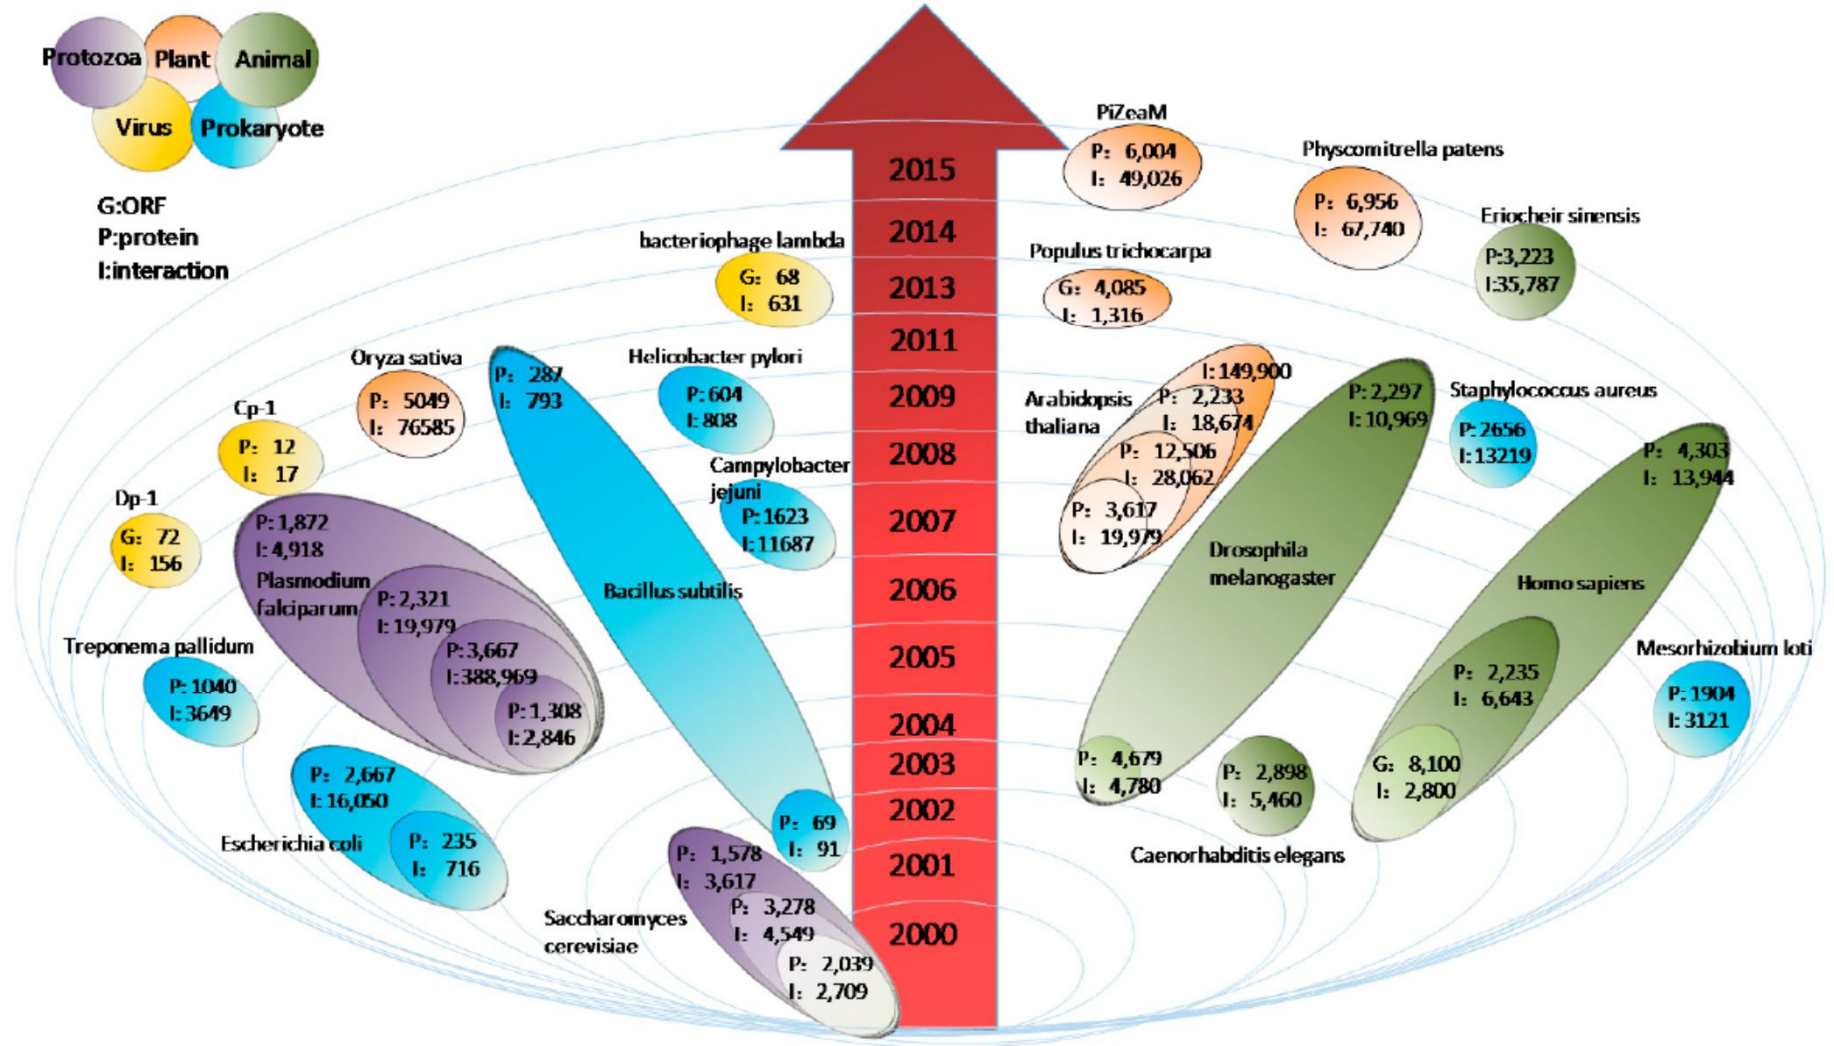 Protozoa
Plant
Animal
Virus
Prokaryote
G:ORF
P:protein
I:interaction
2015
2014
2013
2011
2009
2008
2007
2006
2005
2004
2003
2002
2001
2000
bacteriophage lambda
G: 68
I: 631
Oryza sativa
P: 5049
I: 76585
Helicobacter pylori
P: 604
I: 808
Cp-1
P: 12
I: 17
Campylobacter
jejuni
P: 1623
I: 11687
Dp-1
G: 72
I: 156
P: 287
I: 793
Bacillus subtilis
P: 69
I: 91
P: 1,872
I: 4,918
Plasmodium
falciparum
P: 2,321
I: 19,979
P: 3,667
I: 388,969
P: 1,308
I: 2,846
Treponema pallidum
P: 1040
I: 3649
P: 2,667
I: 16,050
Escherichia coli
P: 235
I: 716
P: 1,578
I: 3,617
P: 3,278
I: 4,549
Saccharomyces
cerevisiae
P: 2,039
I: 2,709
PiZeaM
P: 6,004
I: 49,026
Physcomitrella patens
P: 6,956
I: 67,740
Eriocheir sinensis
P:3,223
I:35,787
Populus trichocarpa
G: 4,085
I: 1,316
Arabidopsis
thaliana
I: 149,900
P: 2,233
I: 18,674
P: 12,506
I: 28,062
P: 3,617
I: 19,979
P: 2,297
I: 10,969
Drosophila
melanogaster
P: 4,679
I: 4,780
Staphylococcus aureus
P: 2656
I: 13219
P: 4,303
I: 13,944
Homo sapiens
P: 2,235
I: 6,643
G: 8,100
I: 2,800
Mesorhizobium loti
P: 1904
I: 3121
P: 2,898
I: 5,460
Caenorhabditis elegans